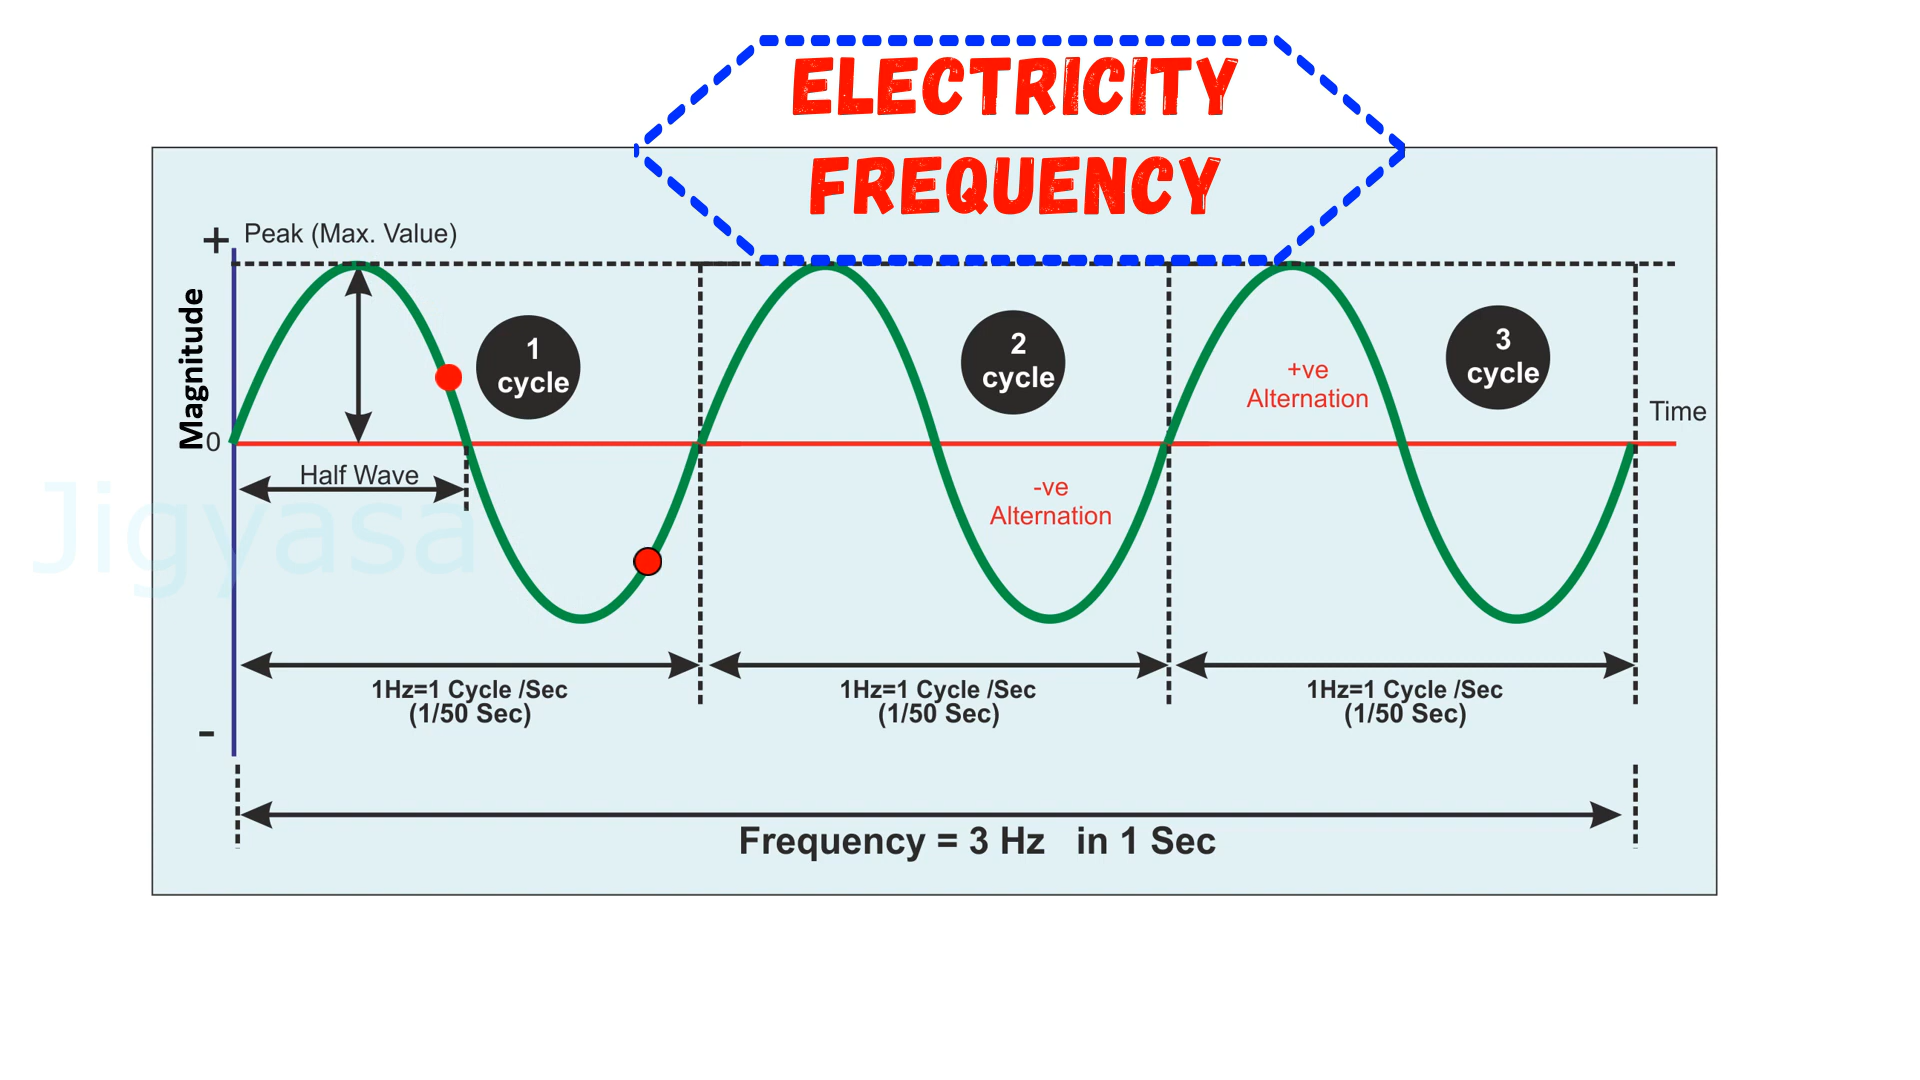 ELECTRICITY
FREQUENCY
+ Peak (Max. Value)
Magnitude
1
cycle
2
cycle
3
cycle
+ve
Alternation
Time
0
Half Wave
-ve
Alternation
Jigyasa
1Hz=1 Cycle /Sec
(1/50 Sec)
1Hz=1 Cycle /Sec
(1/50 Sec)
1Hz=1 Cycle /Sec
(1/50 Sec)
-
Frequency = 3 Hz in 1 Sec